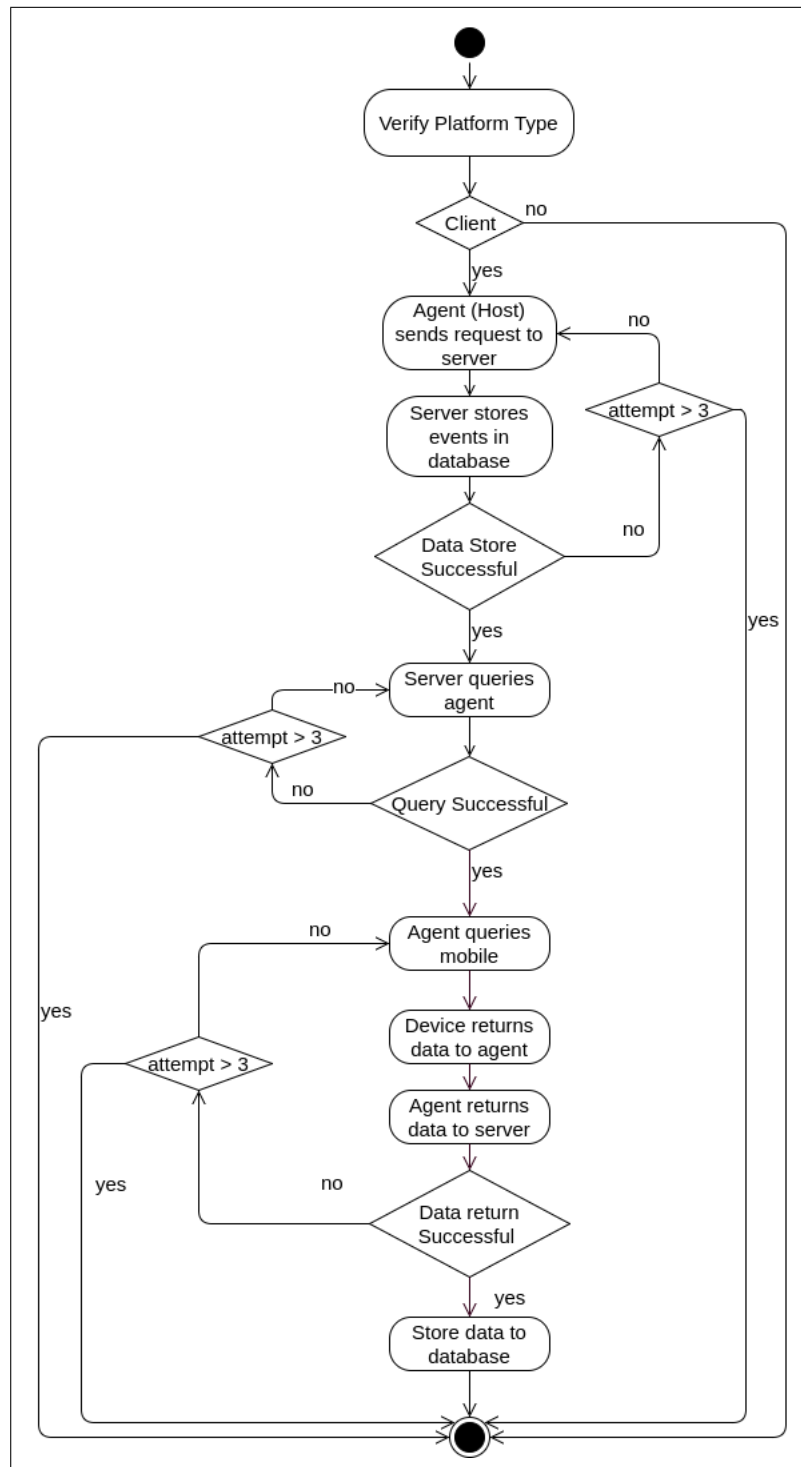 Verify Platform Type
Client
no
yes
Agent (Host)
sends request to
server
no
attempt > 3
Server stores
events in
database
no
Data Store
Successful
yes
yes
Server queries
agent
no
attempt > 3
no
Query Successful
yes
Agent queries
mobile
no
yes
Device returns
data to agent
attempt > 3
Agent returns
data to server
yes
no
Data return
Successful
yes
Store data to
database